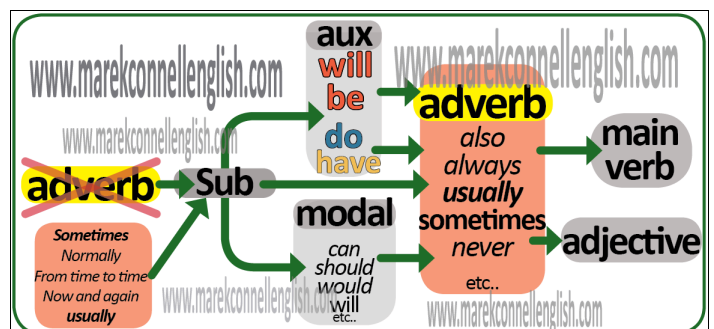 aux
will
be
do
have
www.marekconnellenglish.com
www.marekconnellenglish.com
www.marekconnellenglish.com
adverb
Sub
Sometimes
Normally
From time to time
Now and again
usually
modal
can
should
would
will
etc..
adverb
also
always
usually
sometimes
never
etc..
main
verb
adjective
www.marekconnellenglish.com
www.marekconnellenglish.com